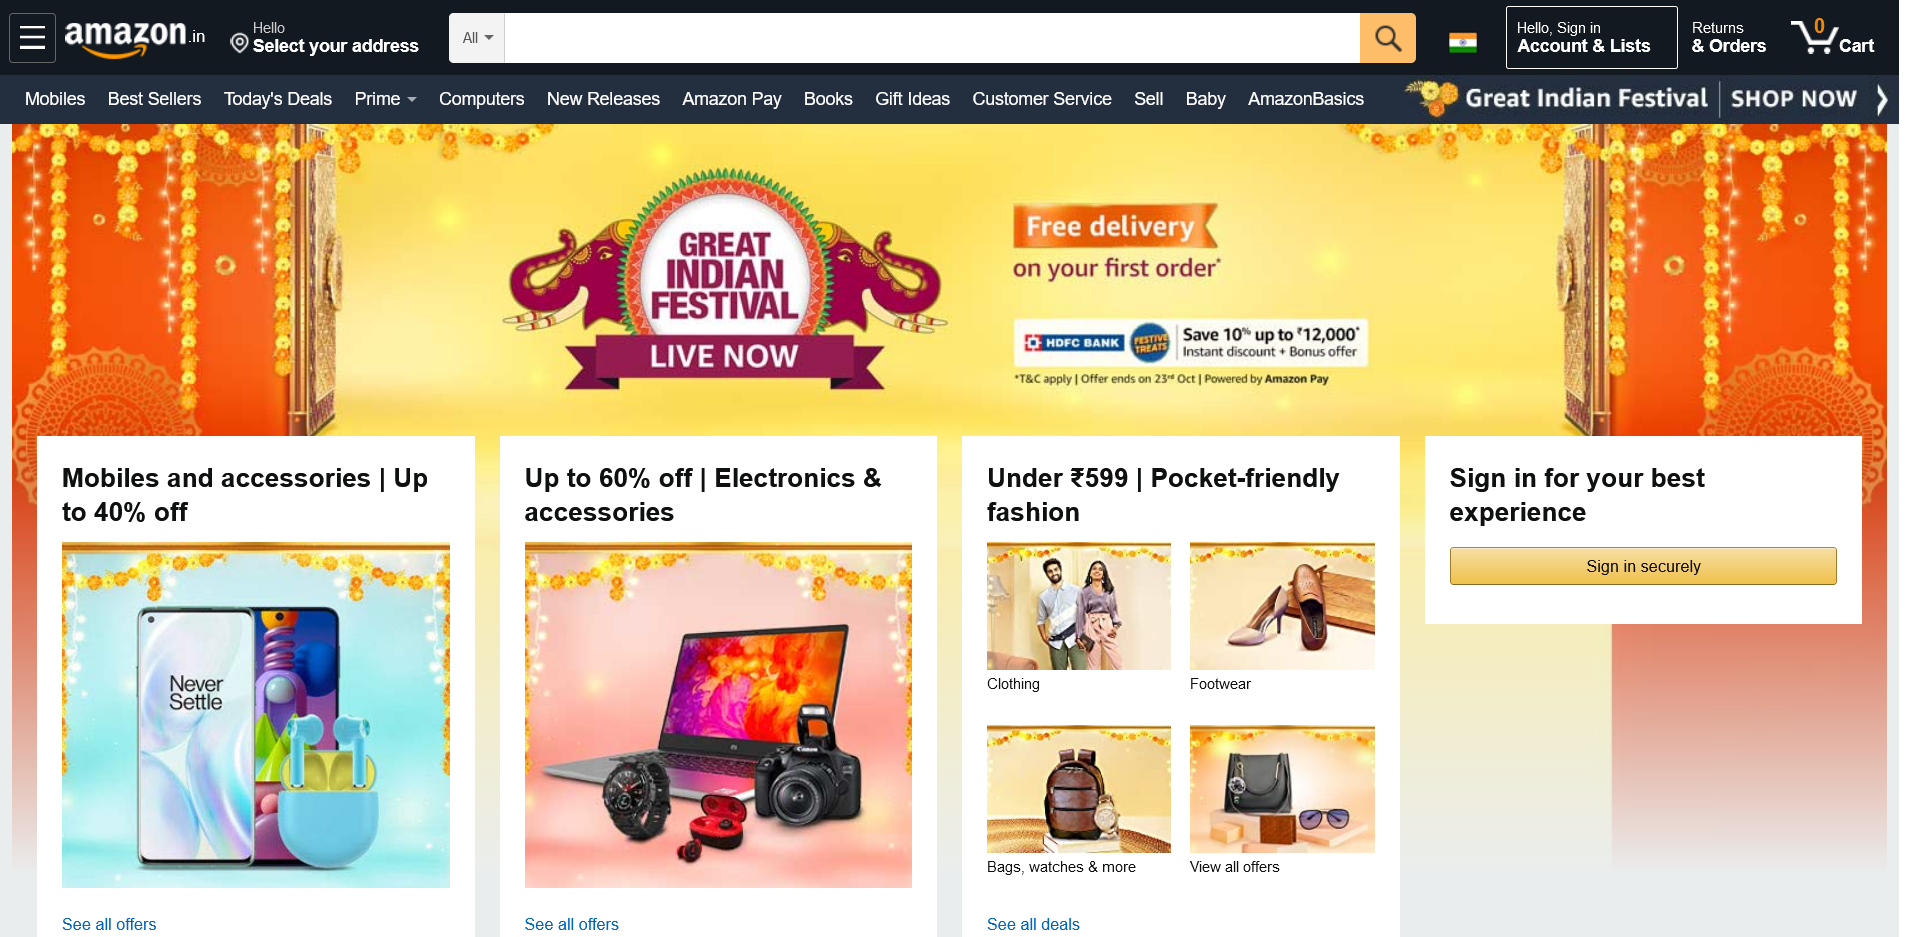 amazon.in
Hello
Select your address
All
Hello, Sign in
Account & Lists
Returns
& Orders
0
Cart
Mobiles
Best Sellers
Today's Deals
Prime
Computers
New Releases
Amazon Pay
Books
Gift Ideas
Customer Service
Sell
Baby
AmazonBasics
Great Indian Festival | SHOP NOW
GREAT
INDIAN
FESTIVAL
LIVE NOW
Free delivery
on your first order*
HDFC BANK
FESTIVE
TREATS
Save 10% up to ₹12,000*
Instant discount + Bonus offer
*T&C apply | Offer ends on 23rd Oct | Powered by Amazon Pay
Mobiles and accessories | Up
to 40% off
Never
Settle
See all offers
Up to 60% off | Electronics &
accessories
Canon
See all offers
Under ₹599 | Pocket-friendly
fashion
Clothing
Footwear
Bags, watches & more
View all offers
See all deals
Sign in for your best
experience
Sign in securely